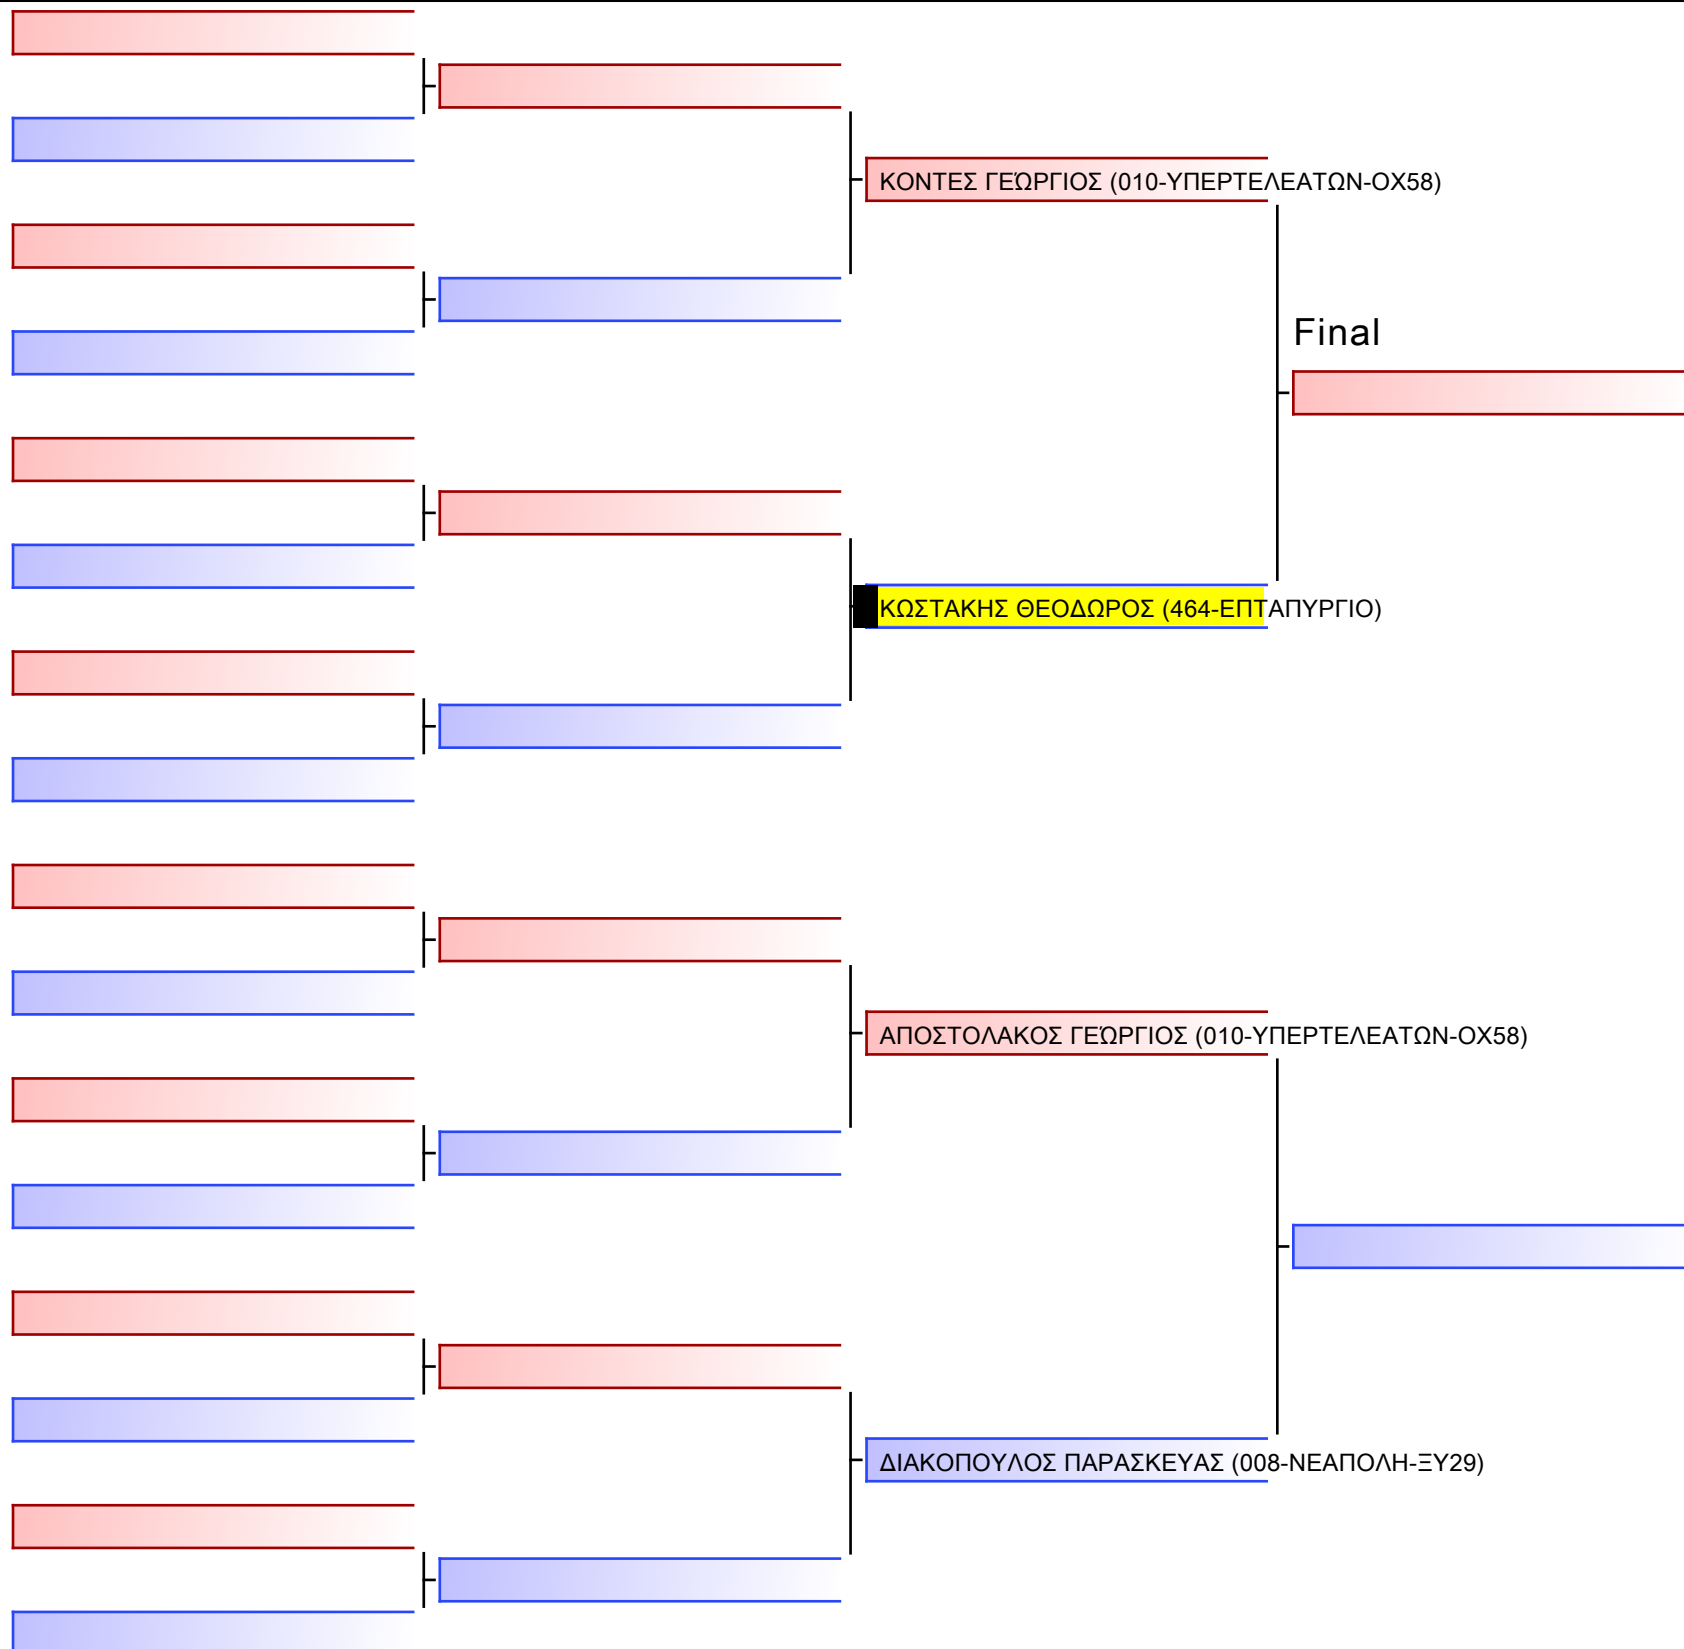 ΚΟΝΤΕΣ ΓΕΏΡΓΙΟΣ (010-ΥΠΕΡΤΕΛΕΑΤΩΝ-ΟΧ58)
Final
ΚΩΣΤΑΚΗΣ ΘΕΟΔΩΡΟΣ (464-ΕΠΤΑΠΥΡΓΙΟ)
ΑΠΟΣΤΟΛΑΚΟΣ ΓΕΏΡΓΙΟΣ (010-ΥΠΕΡΤΕΛΕΑΤΩΝ-ΟΧ58)
ΔΙΑΚΟΠΟΥΛΟΣ ΠΑΡΑΣΚΕΥΑΣ (008-ΝΕΑΠΟΛΗ-ΞΥ29)